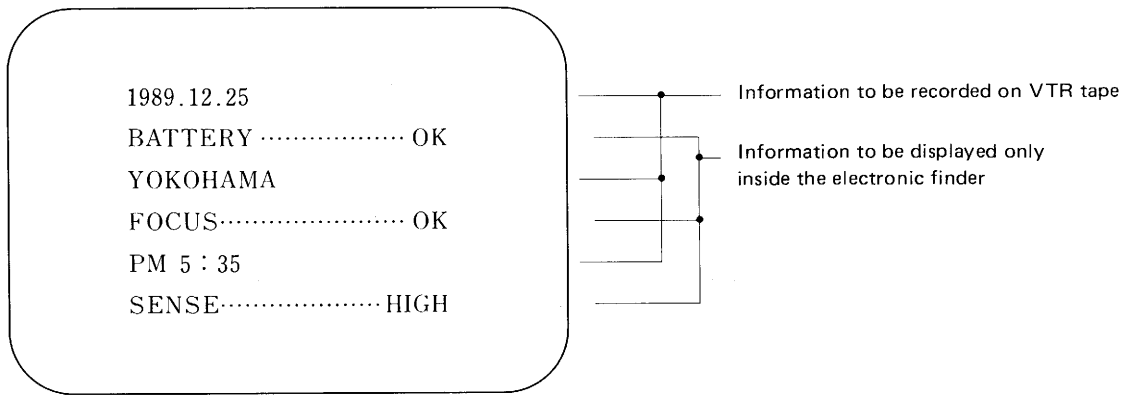 1989.12.25
BATTERY ·················· OK
YOKOHAMA
FOCUS······················ OK
PM 5 : 35
SENSE···················· HIGH
Information to be recorded on VTR tape
Information to be displayed only
inside the electronic finder